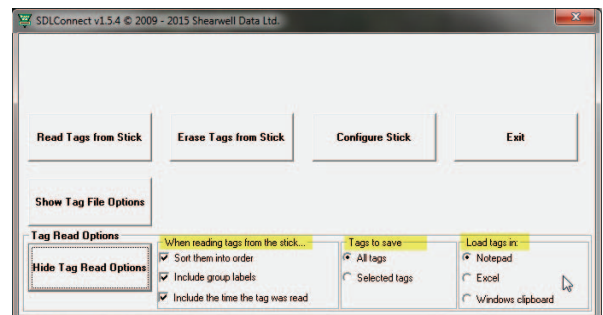 SDLConnect v1.5.4 © 2009 - 2015 Shearwell Data Ltd.
Read Tags from Stick
Erase Tags from Stick
Configure Stick
Exit
Show Tag File Options
Tag Read Options
Hide Tag Read Options
When reading tags from the stick...
Sort them into order
Include group labels
Include the time the tag was read
Tags to save
All tags
Selected tags
Load tags in:
Notepad
Excel
Windows clipboard